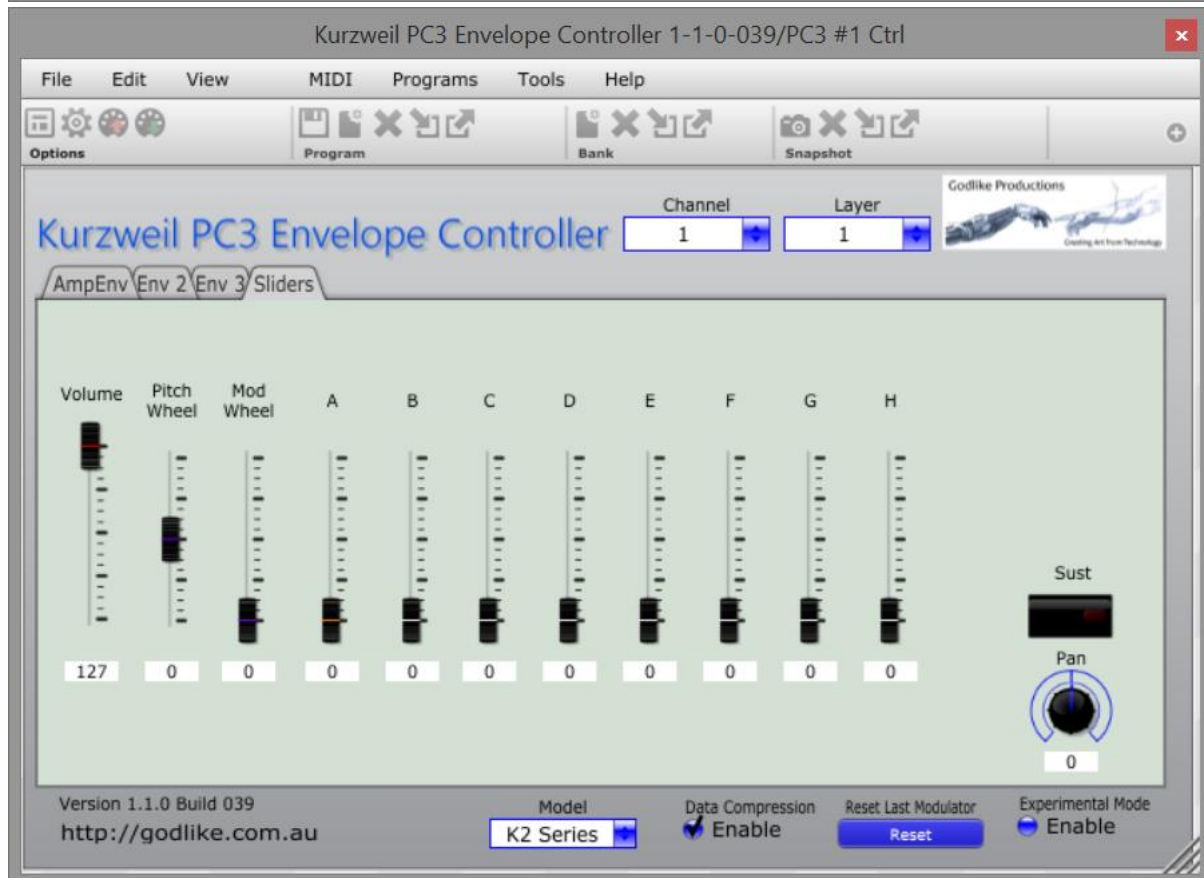 Kurzweil PC3 Envelope Controller 1-1-0-039/PC3 #1 Ctrl
File Edit View MIDI Programs Tools Help
Options Program Bank Snapshot
Godlike Productions
Creating Art from Technology
Kurzweil PC3 Envelope Controller
Channel
1
Layer
1
AmpEnv Env 2 Env 3 Sliders
Volume Pitch Wheel Mod Wheel A B C D E F G H
127 0 0 0 0 0 0 0 0 0 0
Sust
Pan
0
Version 1.1.0 Build 039
http://godlike.com.au
Model
K2 Series
Data Compression
Enable
Reset Last Modulator
Reset
Experimental Mode
Enable